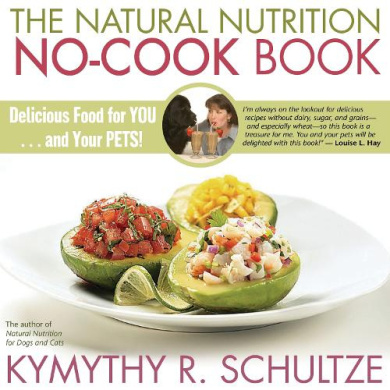 THE NATURAL NUTRITION
NO-COOK BOOK
Delicious Food for YOU
. . . and Your PETS!
I'm always on the lookout for delicious
recipes without dairy, sugar, and grains—
and especially wheat—so this book is a
treasure for me. You and your pets will be
delighted with this book!" — Louise L. Hay
The author of
Natural Nutrition
for Dogs and Cats
KYMYTHY R. SCHULTZE